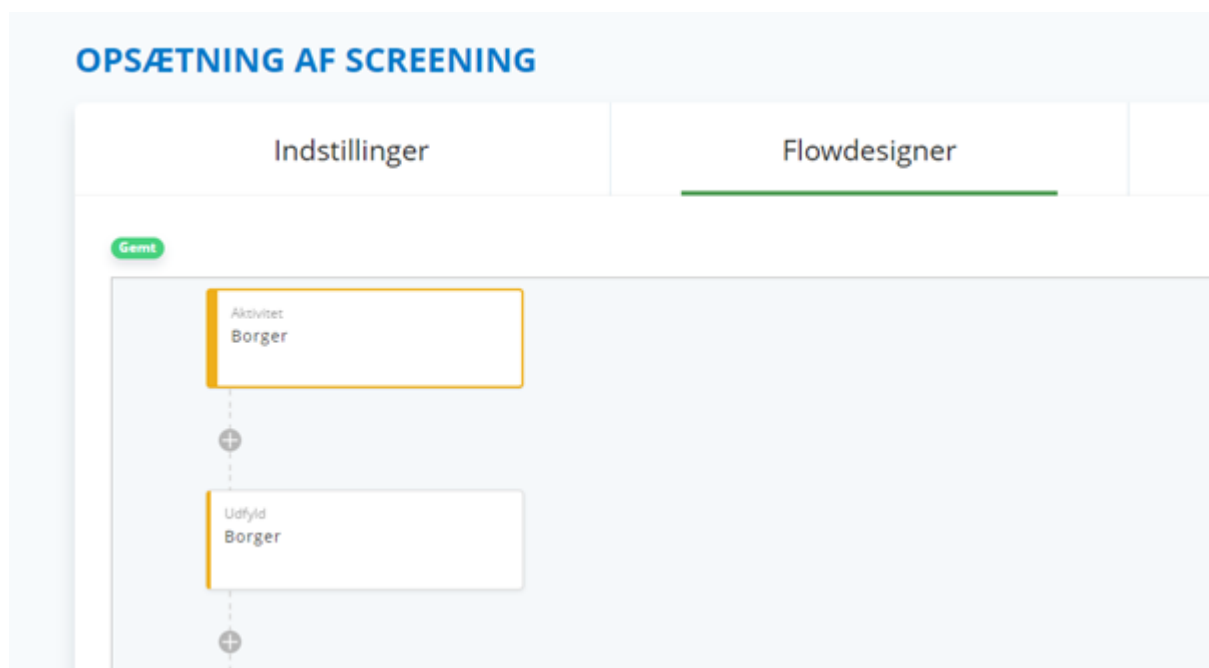 OPSÆTNING AF SCREENING
Indstillinger
Flowdesigner
Gemt
Aktivitet
Borger
Udfyld
Borger